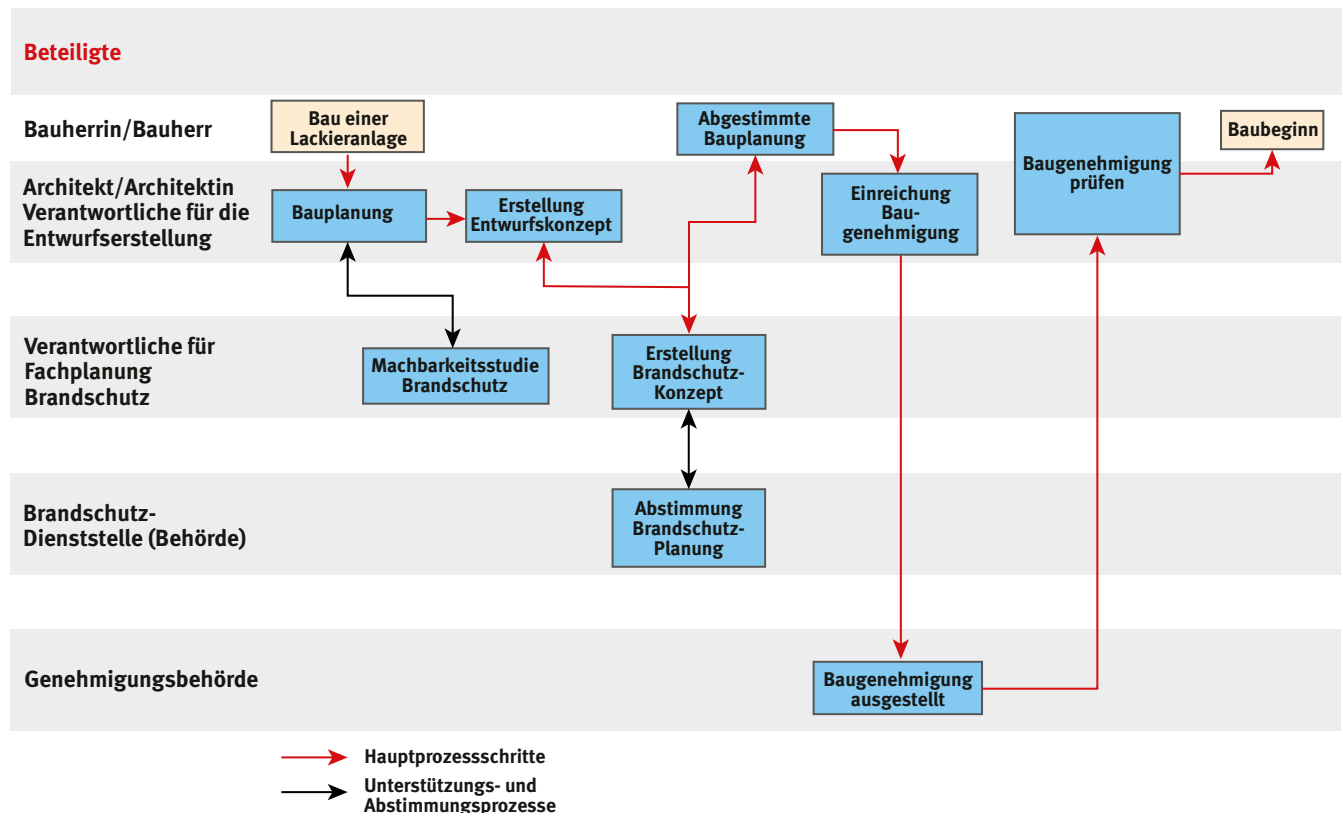 Beteiligte
Bauherrin/Bauherr
Bau einer
Lackieranlage
Abgestimmte
Bauplanung
Baugenehmigung
prüfen
Baubeginn
Architekt/Architektin
Verantwortliche für die
Entwurfserstellung
Bauplanung
Erstellung
Entwurfskonzept
Einreichung
Bau-
genehmigung
Verantwortliche für
Fachplanung
Brandschutz
Machbarkeitsstudie
Brandschutz
Erstellung
Brandschutz-
Konzept
Brandschutz-
Dienststelle (Behörde)
Abstimmung
Brandschutz-
Planung
Genehmigungsbehörde
Baugenehmigung
ausgestellt
Hauptprozessschritte
Unterstützungs- und
Abstimmungsprozesse